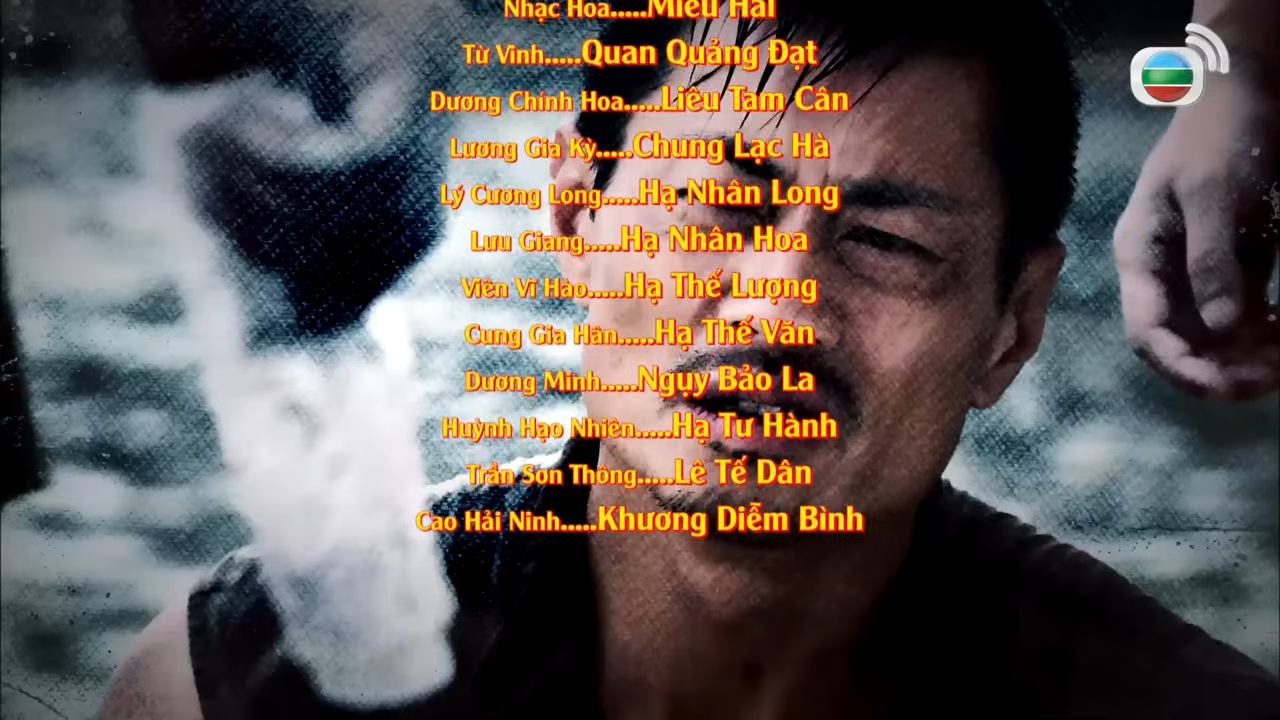 Nhạc Hoa.....Miêu Hải
Từ Vinh.....Quan Quảng Đạt
Dương Chính Hoa.....Liêu Tam Cân
Lương Gia Kỳ.....Chung Lạc Hà
Lý Cương Long.....Hạ Nhân Long
Lưu Giang.....Hạ Nhân Hoa
Viên Vĩ Hào.....Hạ Thế Lượng
Cung Gia Hân.....Hạ Thế Văn
Dương Minh.....Ngụy Bảo La
Huỳnh Hạo Nhiên.....Hạ Tư Hành
Trần Sơn Thông.....Lê Tế Dân
Cao Hải Ninh.....Khương Diễm Bình